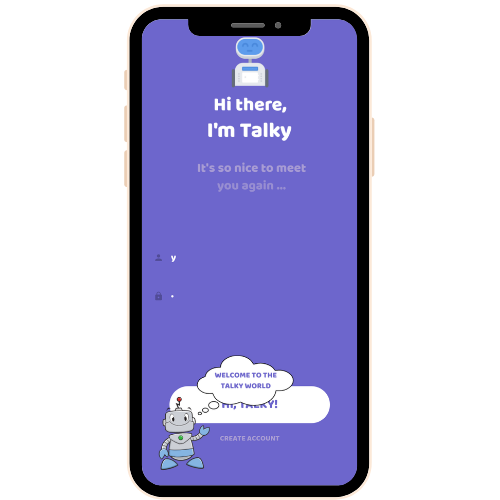 Hi there,
I'm Talky
It's so nice to meet
you again ...
y
WELCOME TO THE
TALKY WORLD
HI, TALKY!
CREATE ACCOUNT